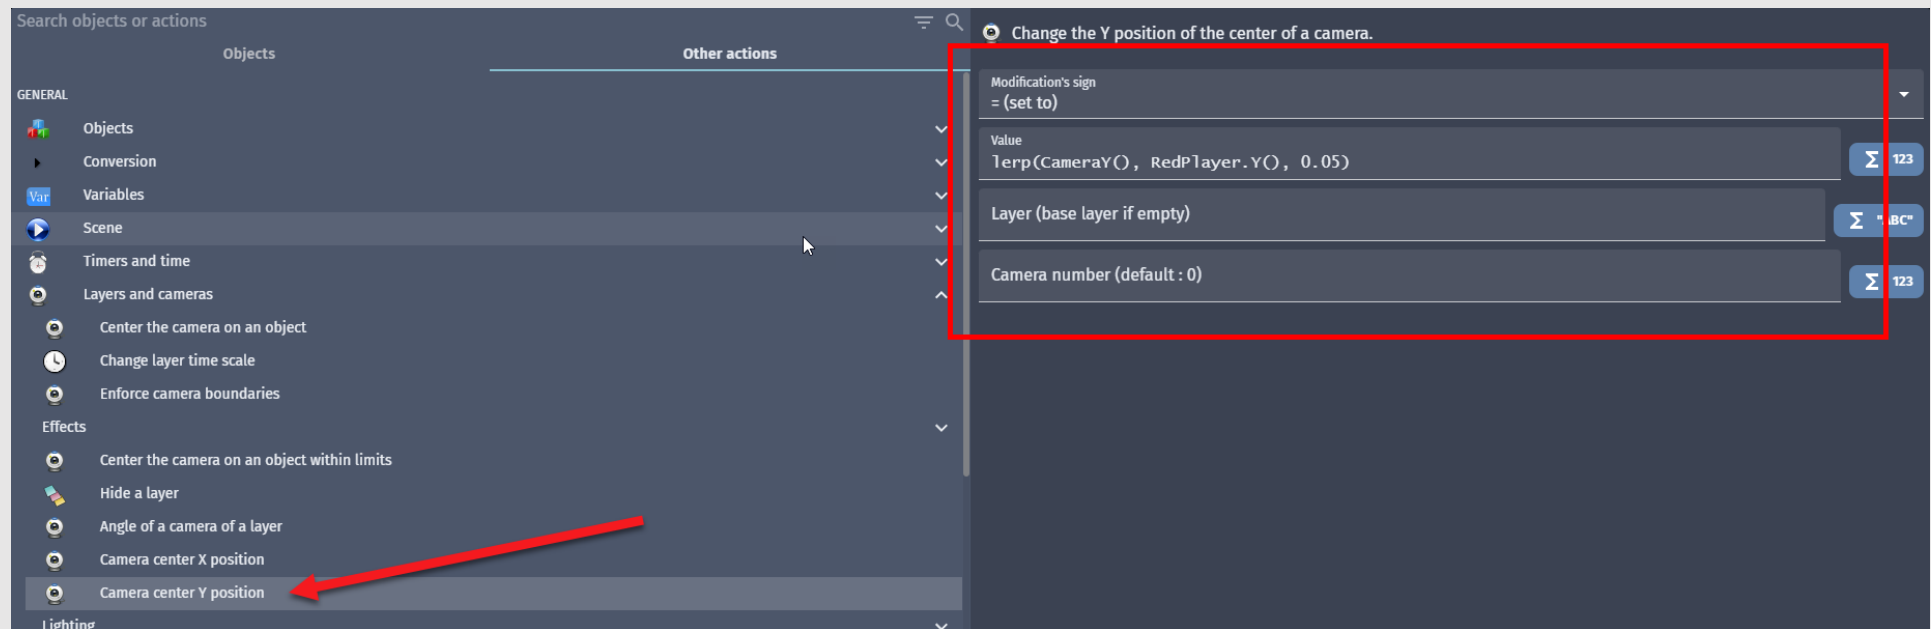 Search objects or actions
Objects
Other actions
GENERAL
Objects
Conversion
Var
Variables
Scene
Timers and time
Layers and cameras
Center the camera on an object
Change layer time scale
Enforce camera boundaries
Effects
Center the camera on an object within limits
Hide a layer
Angle of a camera of a layer
Camera center X position
Camera center Y position
Lighting
Change the Y position of the center of a camera.
Modification's sign
= (set to)
Value
lerp(CameraY(), RedPlayer.Y(), 0.05)
Σ 123
Layer (base layer if empty)
Σ "ABC"
Camera number (default : 0)
Σ 123